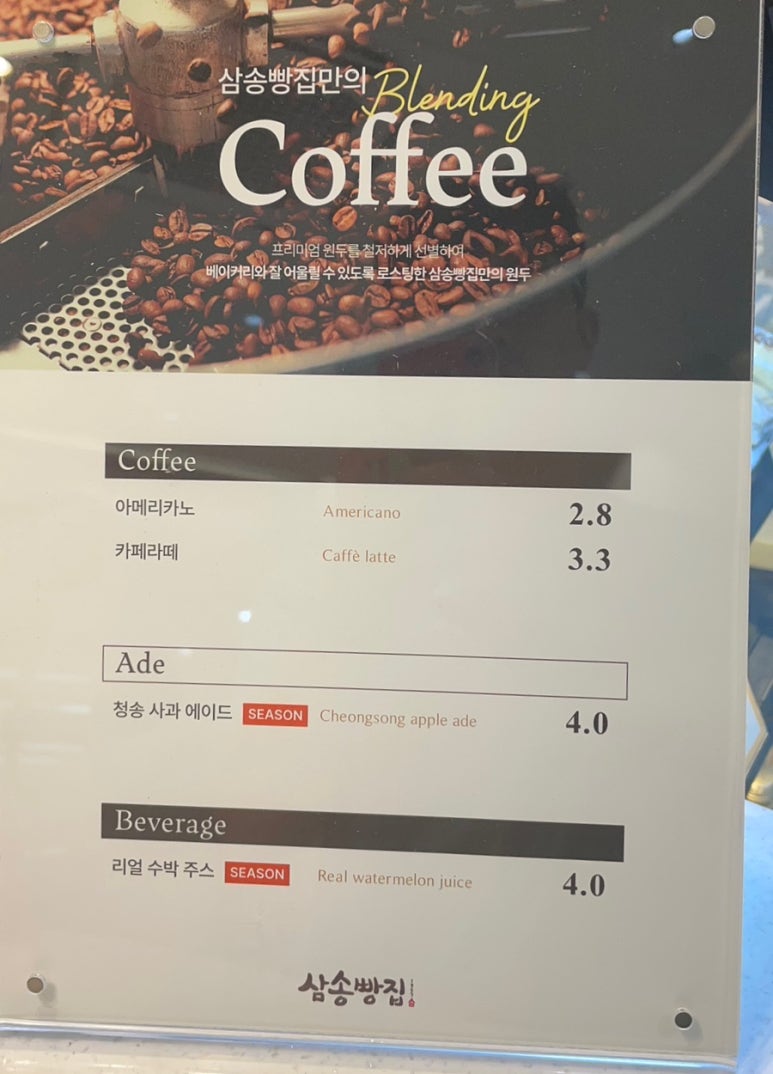 삼송빵집만의 Blending
Coffee
프리미엄 원두를 철저하게 선별하여
베이커리와 잘 어울릴 수 있도록 로스팅한 삼송빵집만의 원두
Coffee
아메리카노 Americano 2.8
카페라떼 Caffè latte 3.3
Ade
청송 사과 에이드 SEASON Cheongsong apple ade 4.0
Beverage
리얼 수박 주스 SEASON Real watermelon juice 4.0
삼송빵집